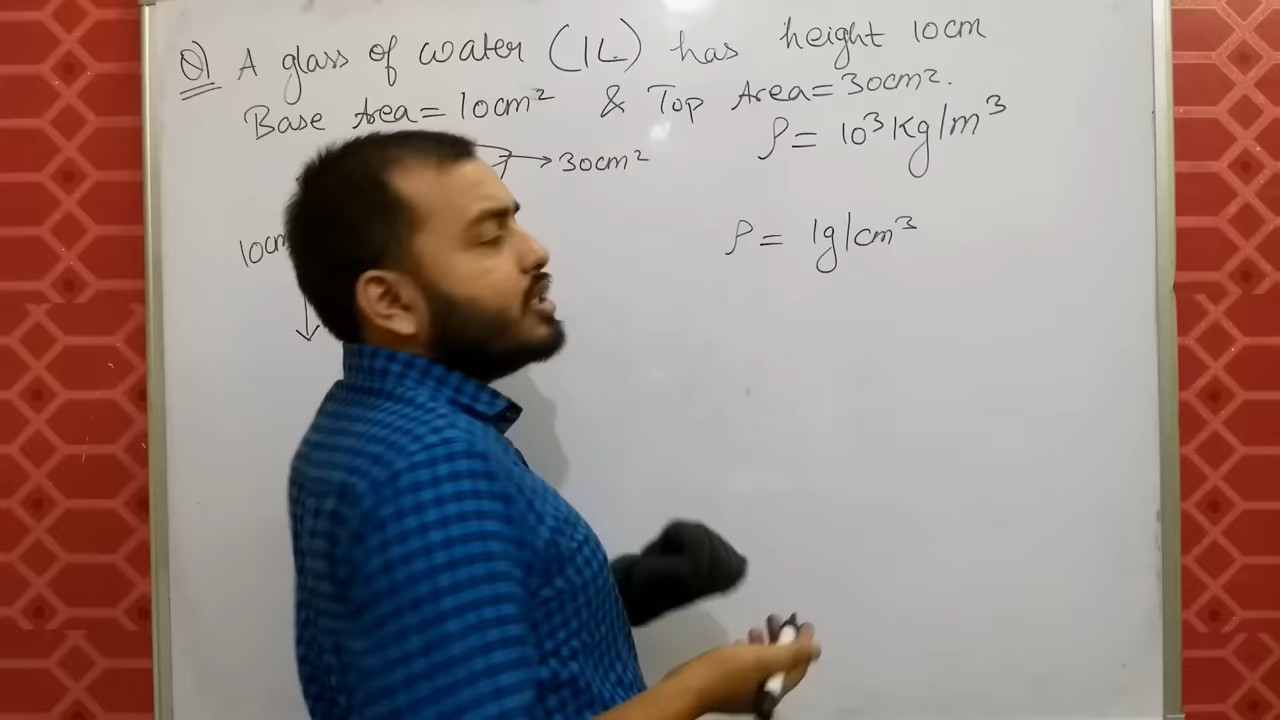 Q1 A glass of water (1L) has height 10cm
Base Area = 10cm² & Top Area = 30cm².
ρ = 10³ Kg/m³
30cm²
10cm
ρ = 1g/cm³